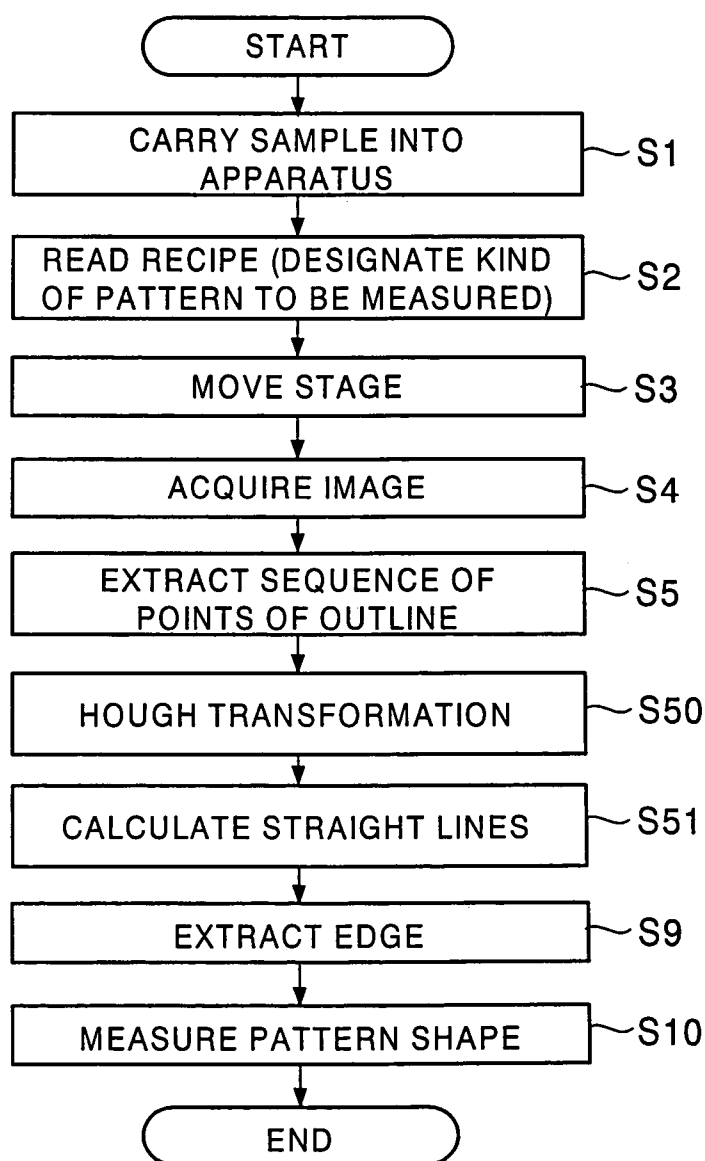 START
CARRY SAMPLE INTO
APPARATUS
S1
READ RECIPE (DESIGNATE KIND
OF PATTERN TO BE MEASURED)
S2
MOVE STAGE
S3
ACQUIRE IMAGE
S4
EXTRACT SEQUENCE OF
POINTS OF OUTLINE
S5
HOUGH TRANSFORMATION
S50
CALCULATE STRAIGHT LINES
S51
EXTRACT EDGE
S9
MEASURE PATTERN SHAPE
S10
END